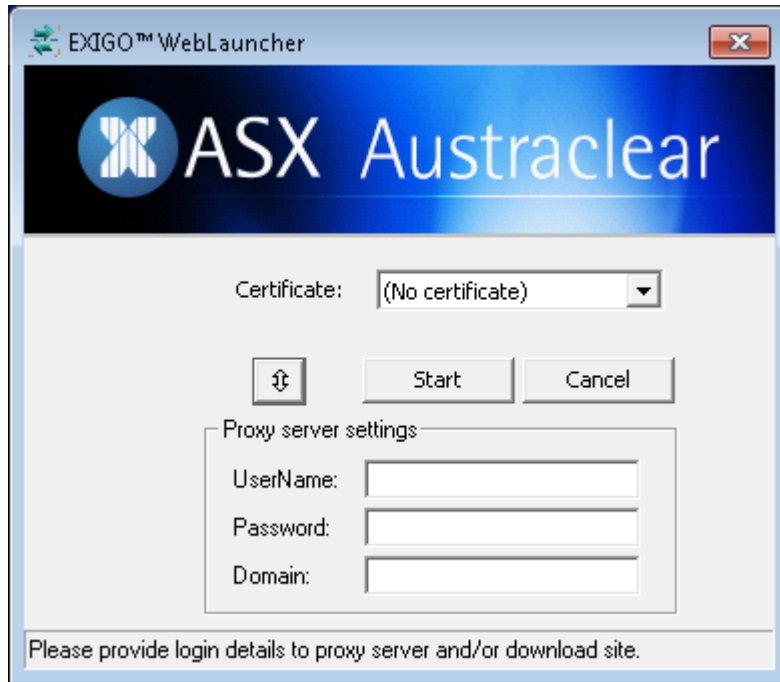 EXIGO™ WebLauncher
ASX Austraclear
Certificate: (No certificate)
Start Cancel
Proxy server settings
UserName:
Password:
Domain:
Please provide login details to proxy server and/or download site.